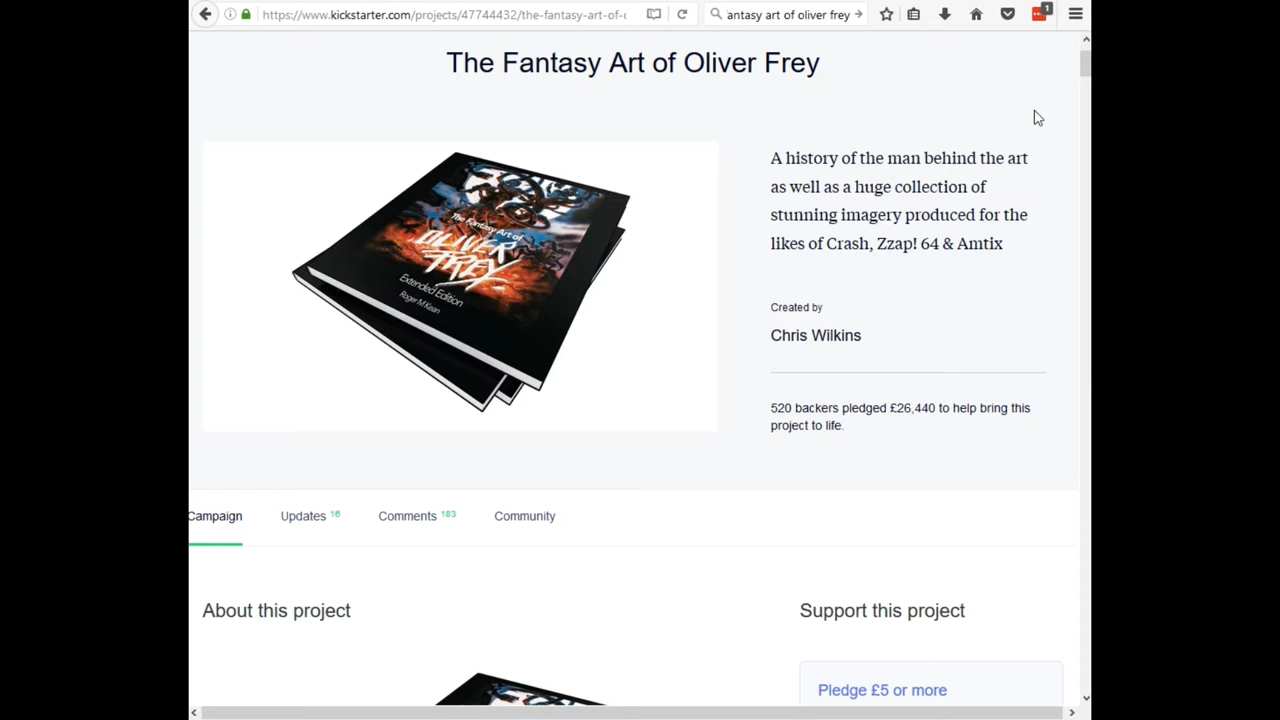 https://www.kickstarter.com/projects/47744432/the-fantasy-art-of-
antasy art of oliver frey
1
The Fantasy Art of Oliver Frey
The Fantasy Art of
OLIVER
FREY
Extended Edition
Roger M Kean
A history of the man behind the art
as well as a huge collection of
stunning imagery produced for the
likes of Crash, Zzap! 64 & Amtix
Created by
Chris Wilkins
520 backers pledged £26,440 to help bring this
project to life.
Campaign
Updates 16
Comments 183
Community
About this project
Support this project
Pledge £5 or more